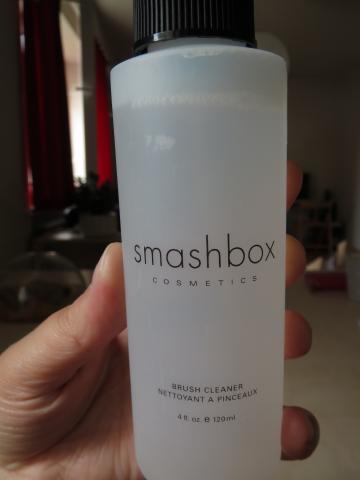 smashbox
COSMETICS
BRUSH CLEANER
NETTOYANT A PINCEAUX
4 fl. oz. e 120ml